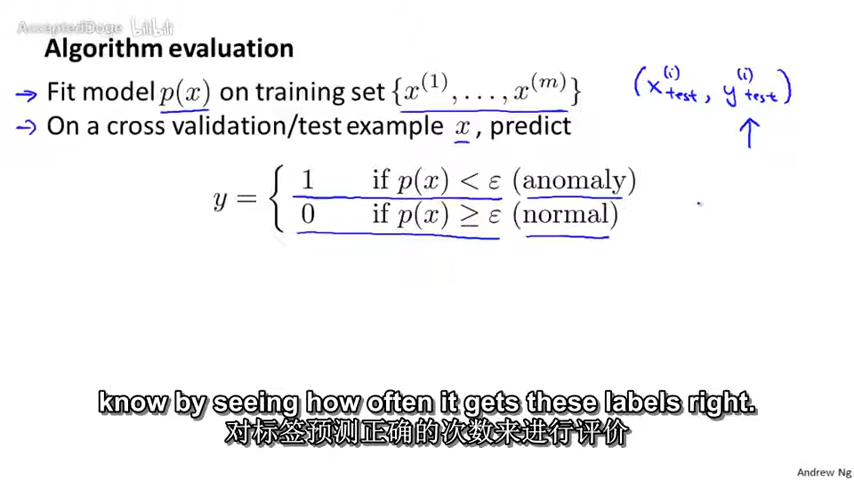 AcceptedDoge bilibili
Algorithm evaluation
→ Fit model p(x) on training set {x^{(1)}, . . . , x^{(m)}}
(x^{(i)}_{test}, y^{(i)}_{test})
→ On a cross validation/test example x, predict
y = { 1 if p(x) < ε (anomaly)
0 if p(x) ≥ ε (normal)
know by seeing how often it gets these labels right.
对标签预测正确的次数来进行评价
Andrew Ng